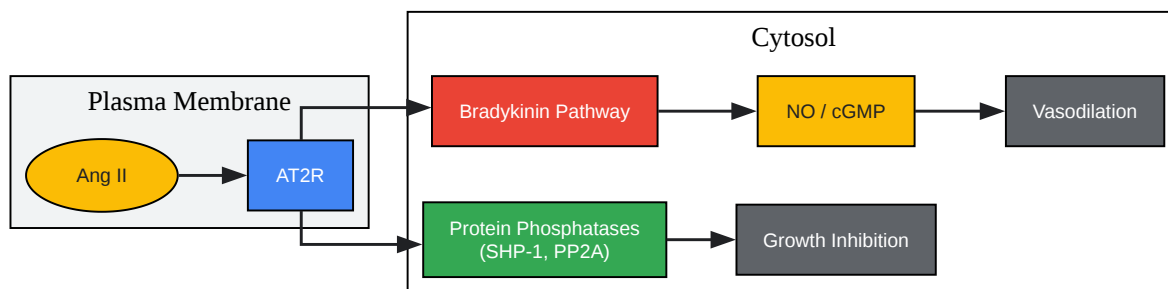 Cytosol
Plasma Membrane
Bradykinin Pathway
NO / cGMP
Vasodilation
Ang II
AT2R
Protein Phosphatases
(SHP-1, PP2A)
Growth Inhibition